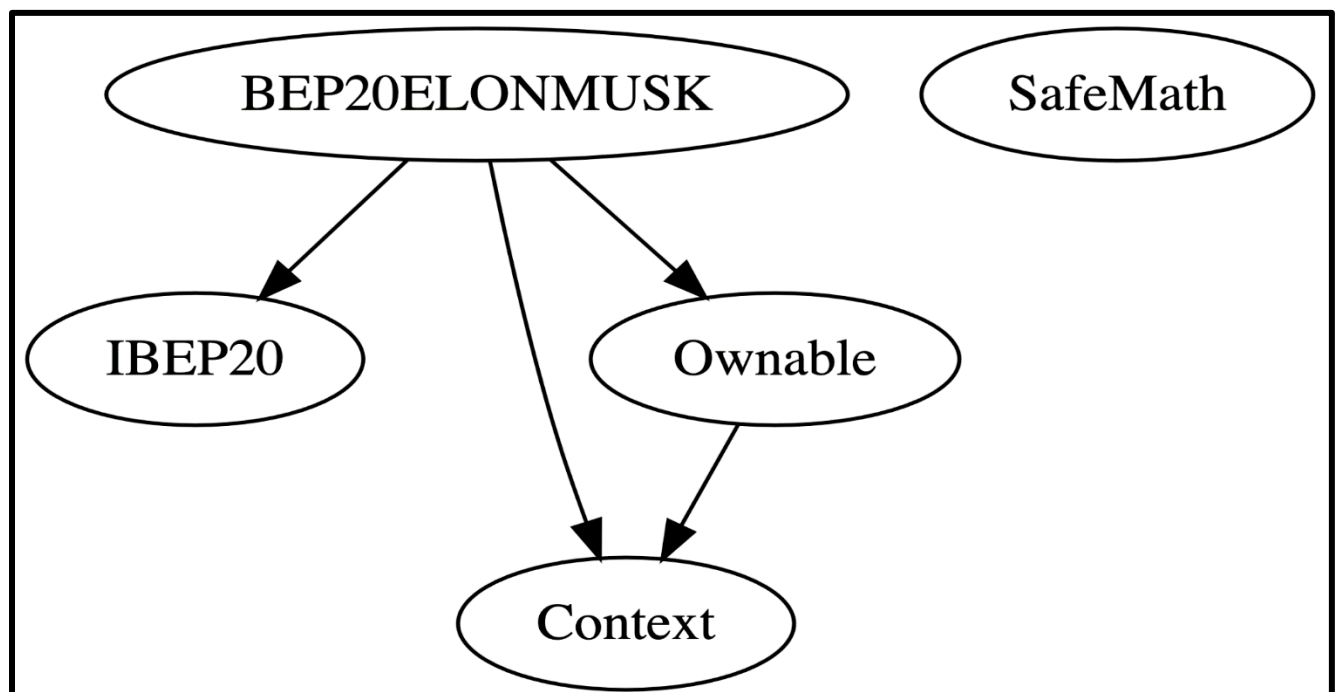 BEP20ELONMUSK
SafeMath
IBEP20
Ownable
Context